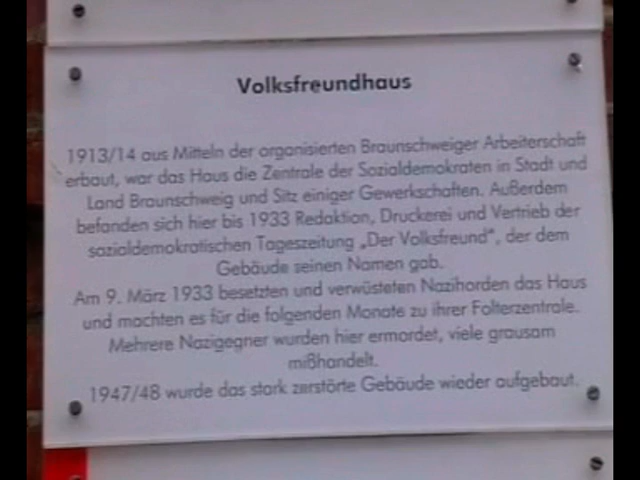 Volksfreundhaus
1913/14 aus Mitteln der organisierten Braunschweiger Arbeiterschaft
erbaut, war das Haus die Zentrale der Sozialdemokraten in Stadt und
Land Braunschweig und Sitz einiger Gewerkschaften. Außerdem
befanden sich hier bis 1933 Redaktion, Druckerei und Vertrieb der
sozialdemokratischen Tageszeitung „Der Volksfreund“, der dem
Gebäude seinen Namen gab.
Am 9. März 1933 besetzten und verwüsteten Nazihorden das Haus
und machten es für die folgenden Monate zu ihrer Folterzentrale.
Mehrere Nazigegner wurden hier ermordet, viele grausam
mißhandelt.
1947/48 wurde das stark zerstörte Gebäude wieder aufgebaut.